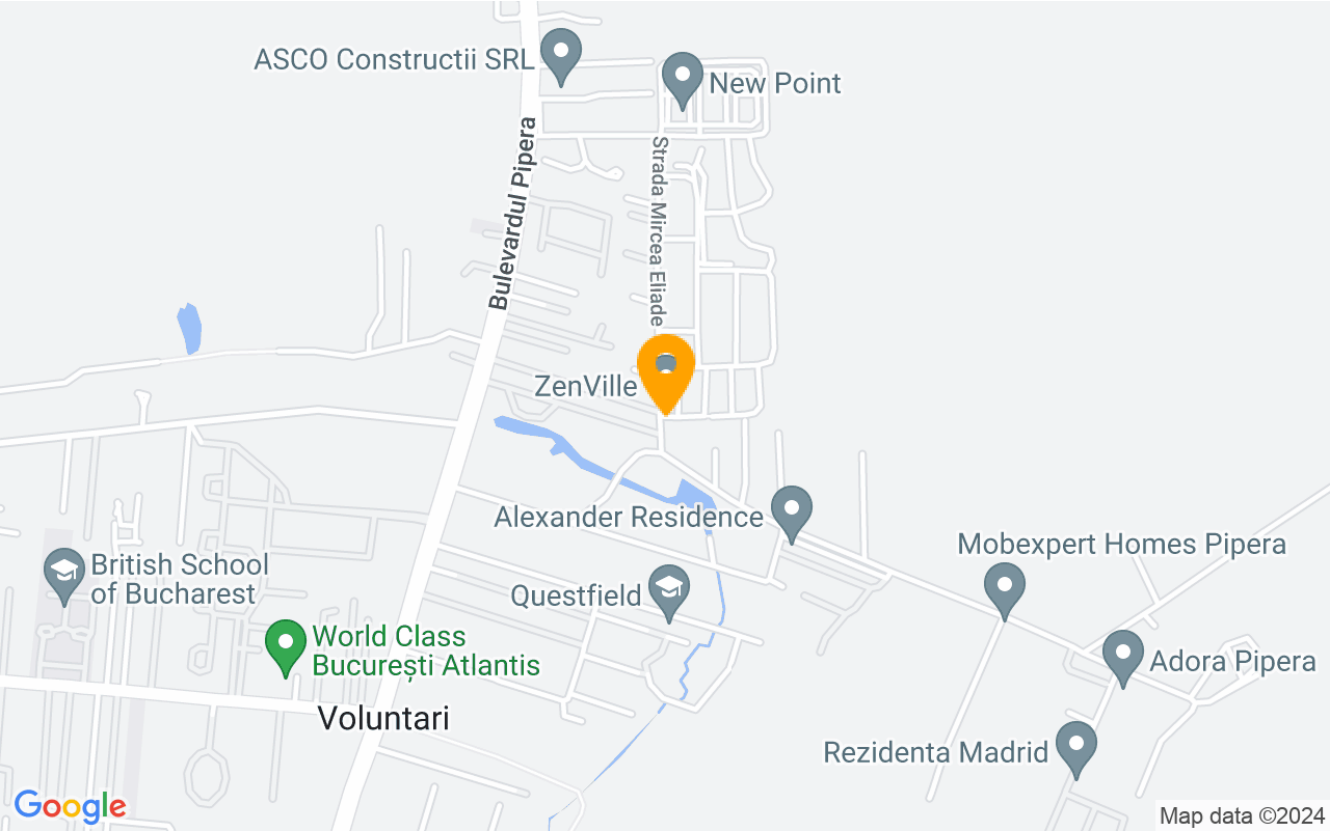 ASCO Constructii SRL
New Point
Bulevardul Pipera
Strada Mircea Eliade
ZenVille
Alexander Residence
Mobexpert Homes Pipera
British School
of Bucharest
Questfield
World Class
București Atlantis
Adora Pipera
Voluntari
Rezidenta Madrid
Google
Map data ©2024